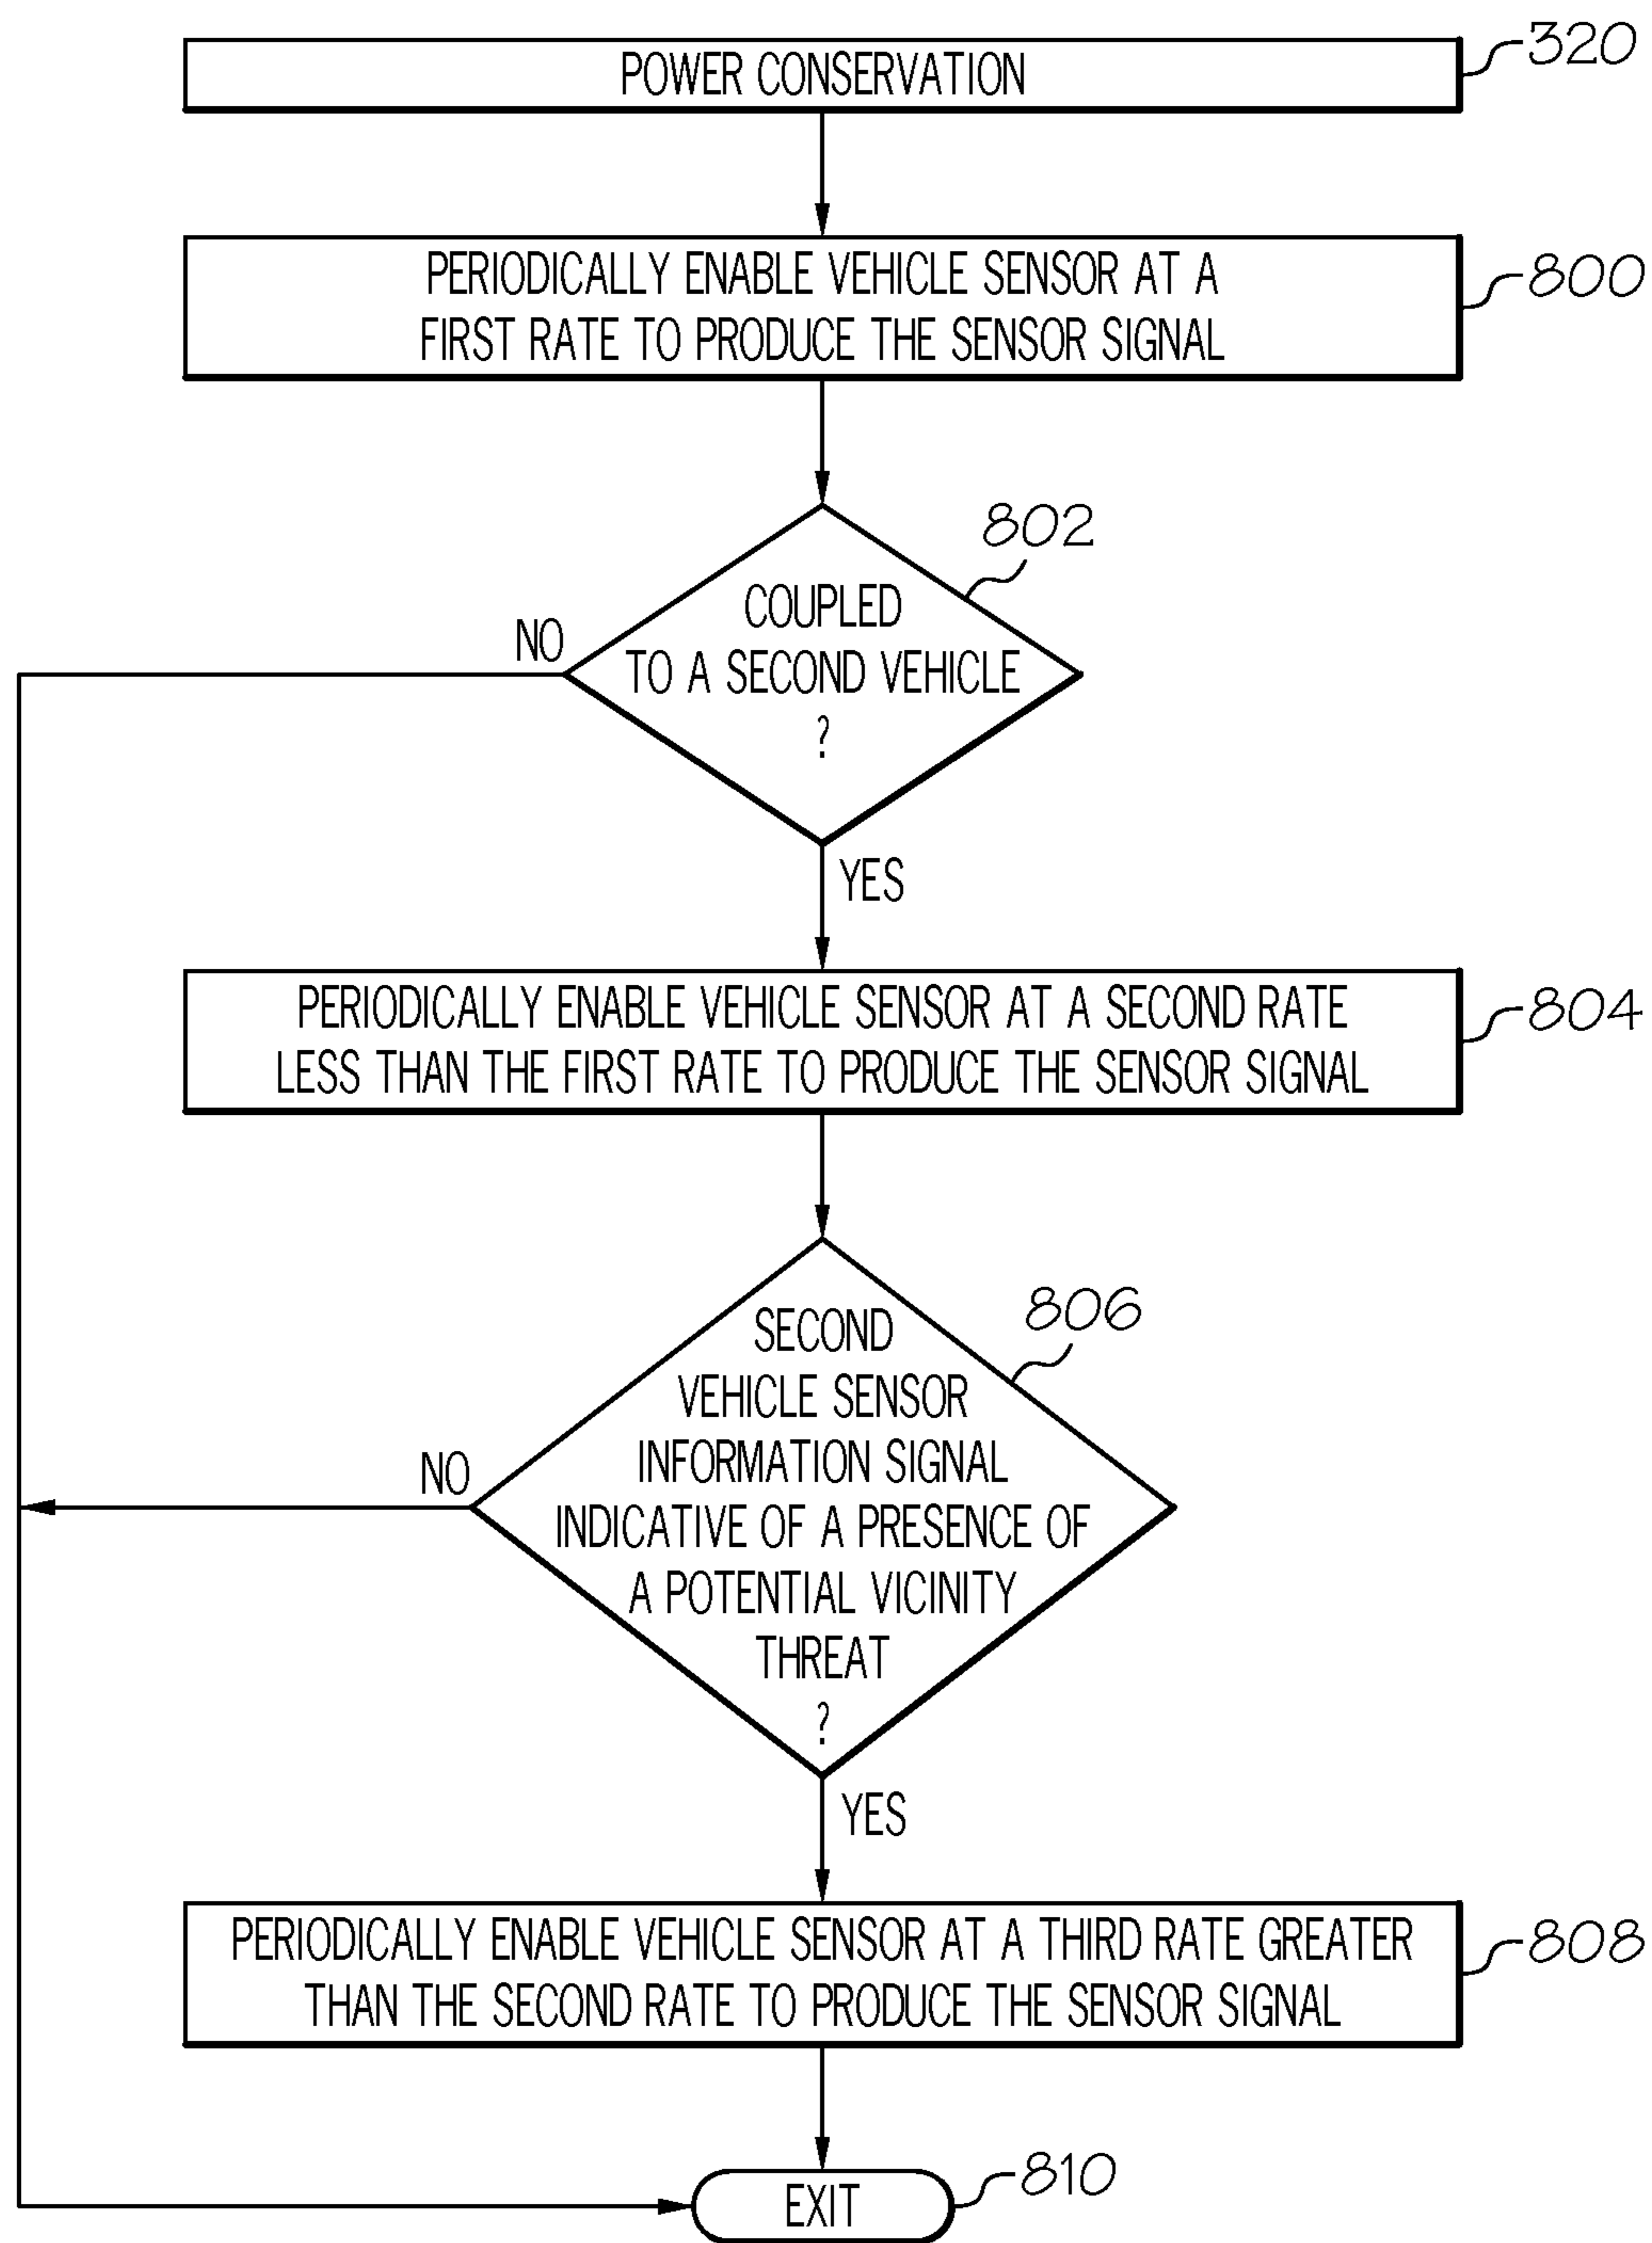 POWER CONSERVATION
320
PERIODICALLY ENABLE VEHICLE SENSOR AT A
FIRST RATE TO PRODUCE THE SENSOR SIGNAL
800
802
COUPLED
TO A SECOND VEHICLE
?
NO
YES
PERIODICALLY ENABLE VEHICLE SENSOR AT A SECOND RATE
LESS THAN THE FIRST RATE TO PRODUCE THE SENSOR SIGNAL
804
806
SECOND
VEHICLE SENSOR
INFORMATION SIGNAL
INDICATIVE OF A PRESENCE OF
A POTENTIAL VICINITY
THREAT
?
NO
YES
PERIODICALLY ENABLE VEHICLE SENSOR AT A THIRD RATE GREATER
THAN THE SECOND RATE TO PRODUCE THE SENSOR SIGNAL
808
EXIT
810